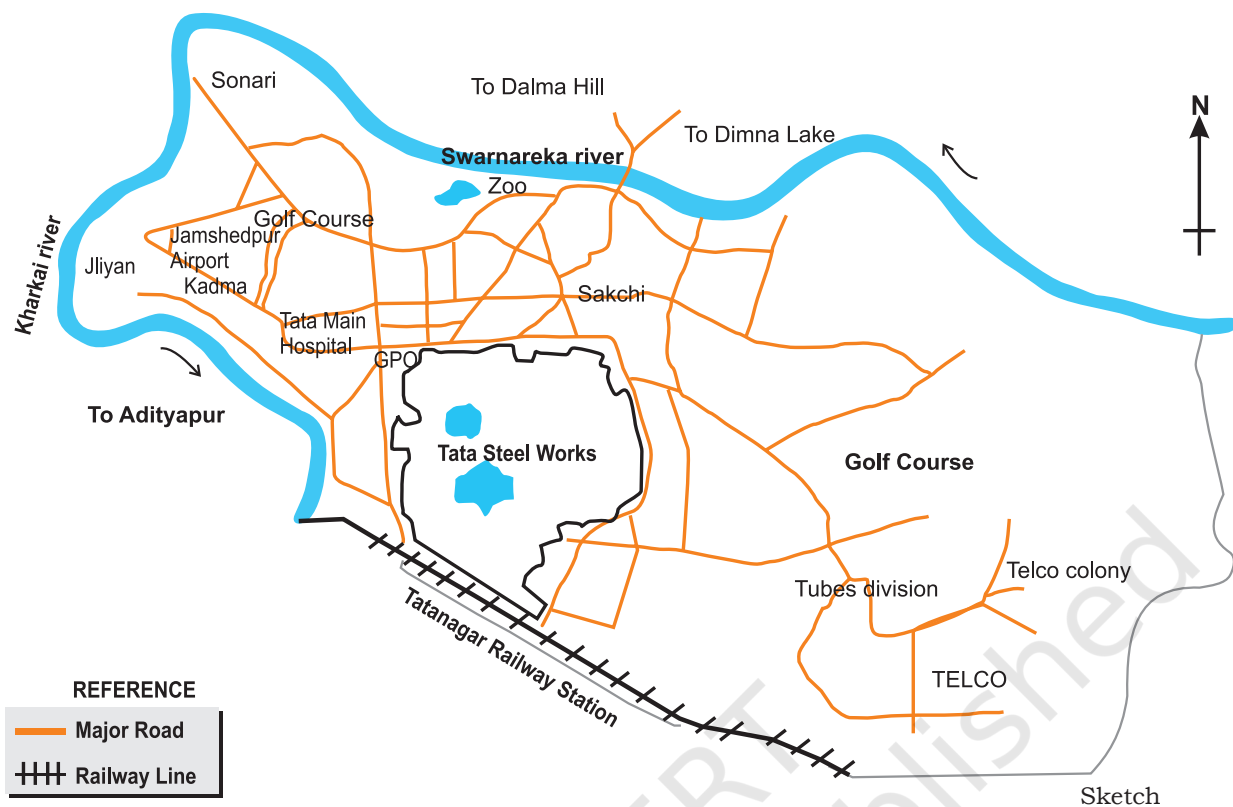 Sonari
To Dalma Hill
N
To Dimna Lake
Swarnareka river
Zoo
Golf Course
Jamshedpur
Airport
Kadma
Jliyan
Kharkai river
Sakchi
Tata Main
Hospital
GPO
To Adityapur
Tata Steel Works
Golf Course
Telco colony
Tubes division
TELCO
Tatanagar Railway Station
REFERENCE
Major Road
Railway Line
Sketch